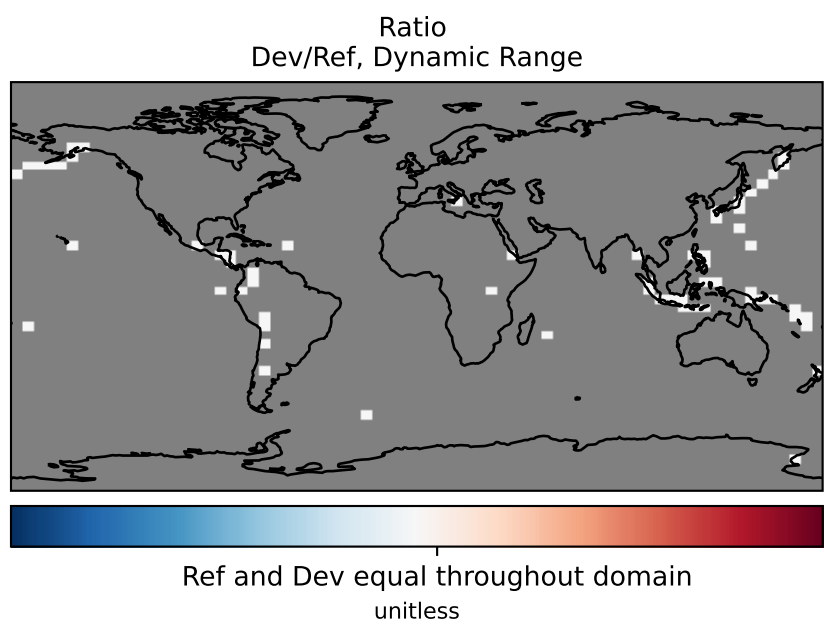 Ratio
Dev/Ref, Dynamic Range
Ref and Dev equal throughout domain
unitless